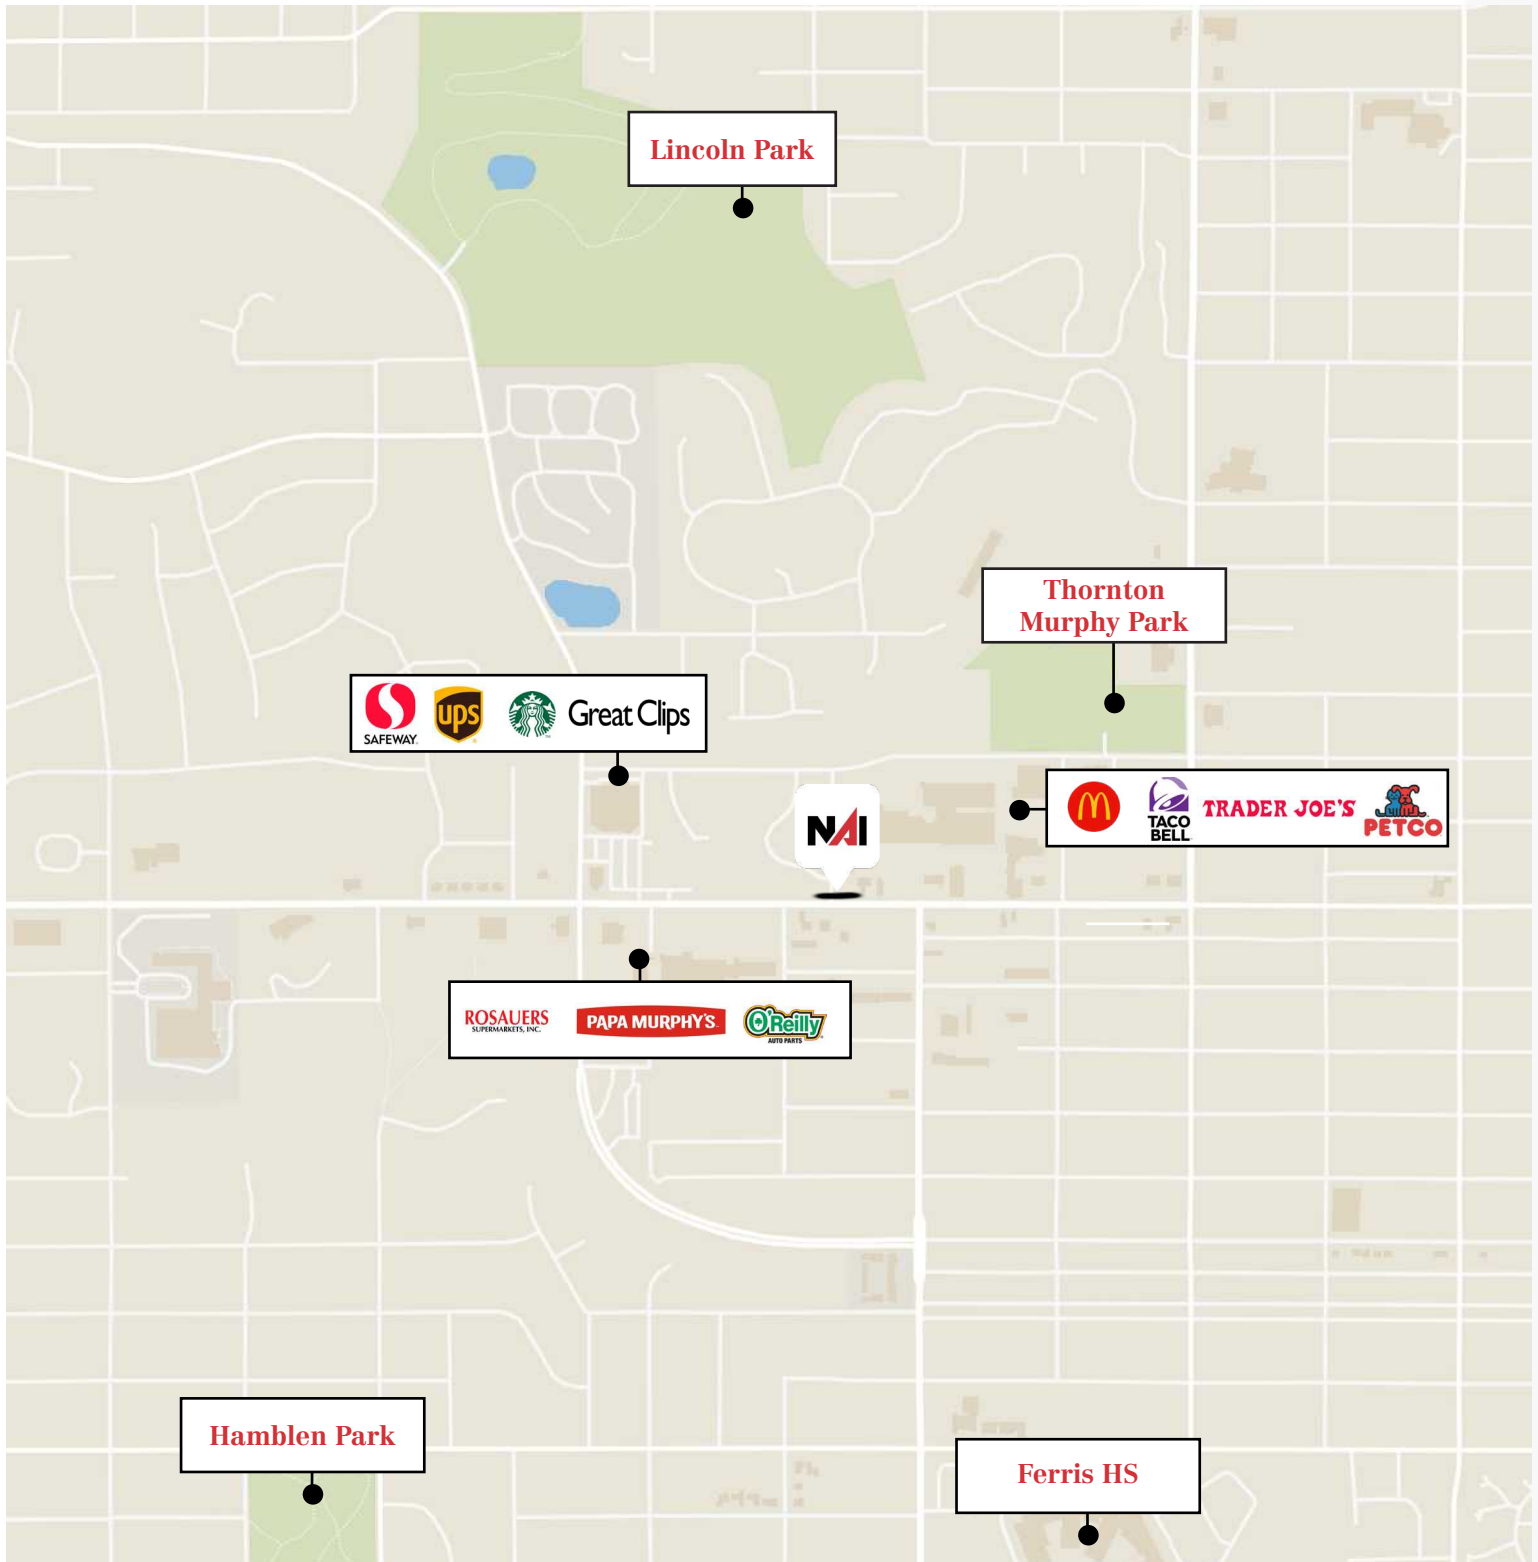 Lincoln Park
Thornton
Murphy Park
SAFEWAY
ups
Great Clips
NAI
M
TACO
BELL
TRADER JOE'S
PETCO
ROSAUERS
SUPERMARKETS, INC.
PAPA MURPHY'S
O'Reilly
AUTO PARTS
Hamblen Park
Ferris HS